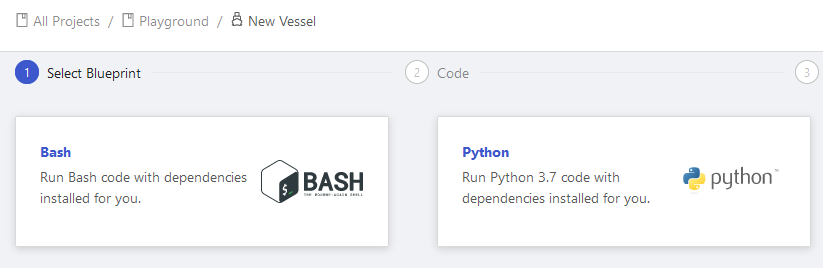 All Projects / Playground / New Vessel
1 Select Blueprint 2 Code 3
Bash
Run Bash code with dependencies
installed for you.
$_
BASH
THE BOURNE-AGAIN SHELL
Python
Run Python 3.7 code with
dependencies installed for you.
python™